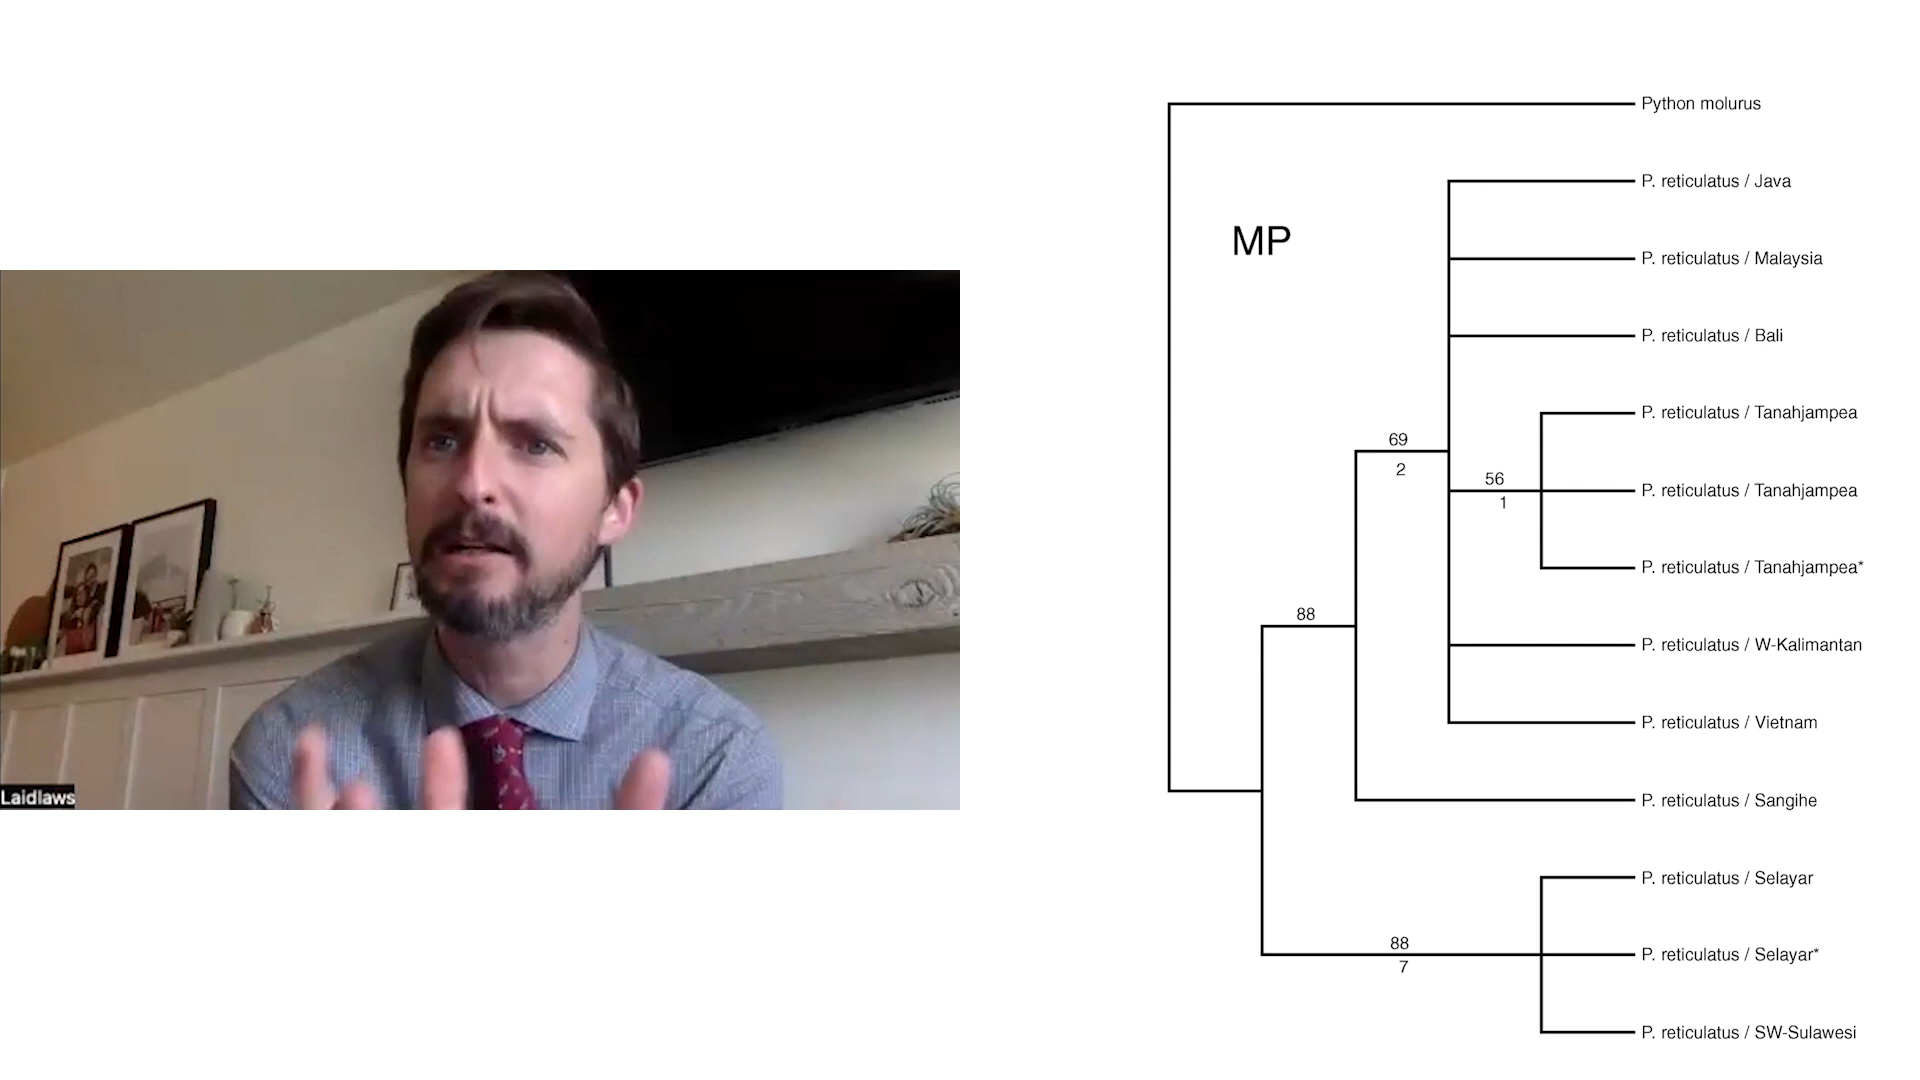 Laidlaws
MP
Python molurus
P. reticulatus / Java
P. reticulatus / Malaysia
P. reticulatus / Bali
P. reticulatus / Tanahjampea
69
2
56
1
P. reticulatus / Tanahjampea
P. reticulatus / Tanahjampea*
88
P. reticulatus / W-Kalimantan
P. reticulatus / Vietnam
P. reticulatus / Sangihe
P. reticulatus / Selayar
88
7
P. reticulatus / Selayar*
P. reticulatus / SW-Sulawesi